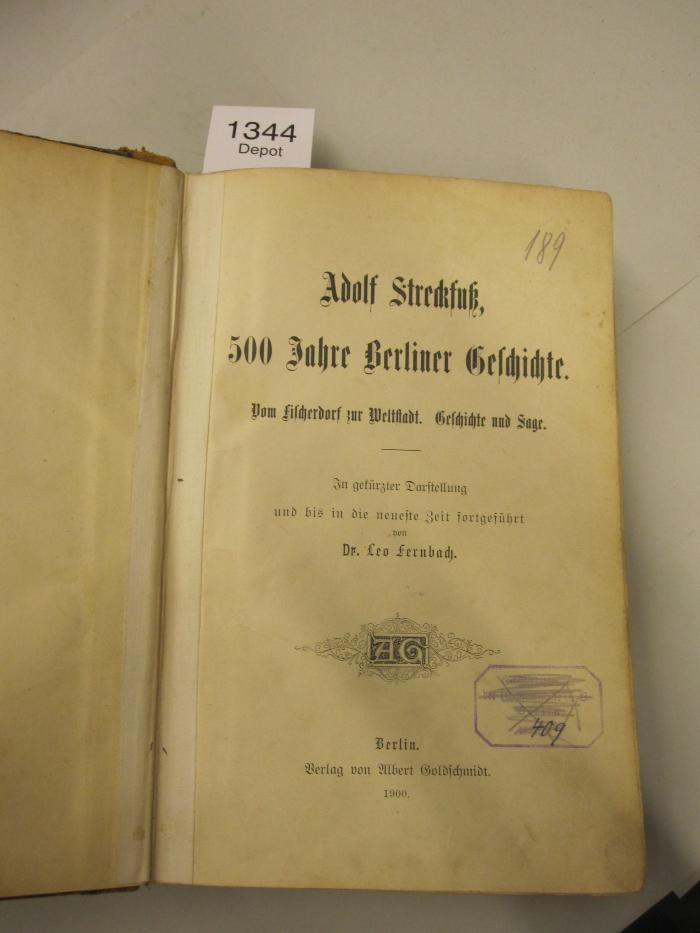 1344
Depot
189
Adolf Streckfuß,
500 Jahre Berliner Geschichte.
Vom Fischerdorf zur Weltstadt. Geschichte und Sage.
In gekürzter Darstellung
und bis in die neueste Zeit fortgeführt
von
Dr. Leo Fernbach.
AG
409
Berlin.
Verlag von Albert Goldschmidt.
1900.